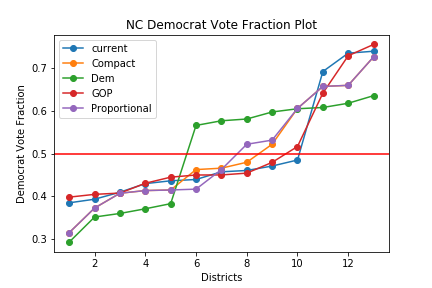 NC Democrat Vote Fraction Plot
current
Compact
Dem
GOP
Proportional
Democrat Vote Fraction
0.7
0.6
0.5
0.4
0.3
2 4 6 8 10 12
Districts